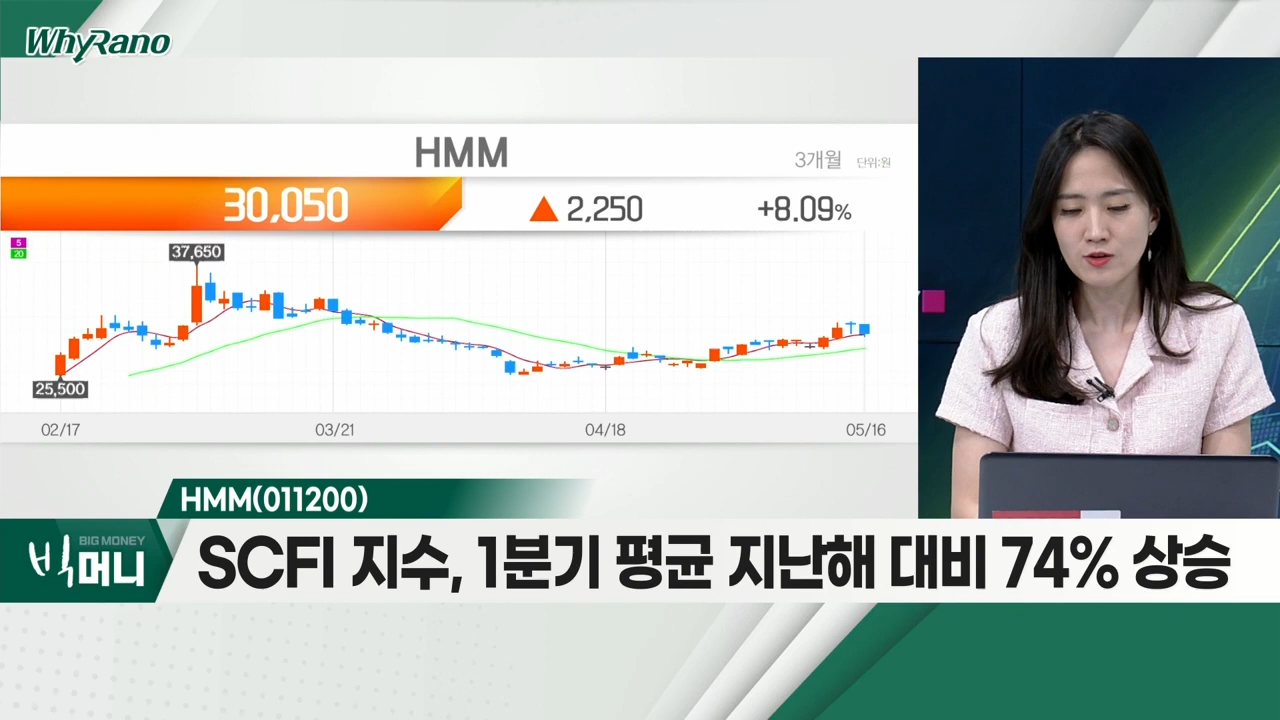 WhyRano
HMM
3개월 단위:원
30,050 ▲ 2,250 +8.09%
5
20
37,650
25,500
02/17 03/21 04/18 05/16
HMM(011200)
BIG MONEY
빅머니
SCFI 지수, 1분기 평균 지난해 대비 74% 상승